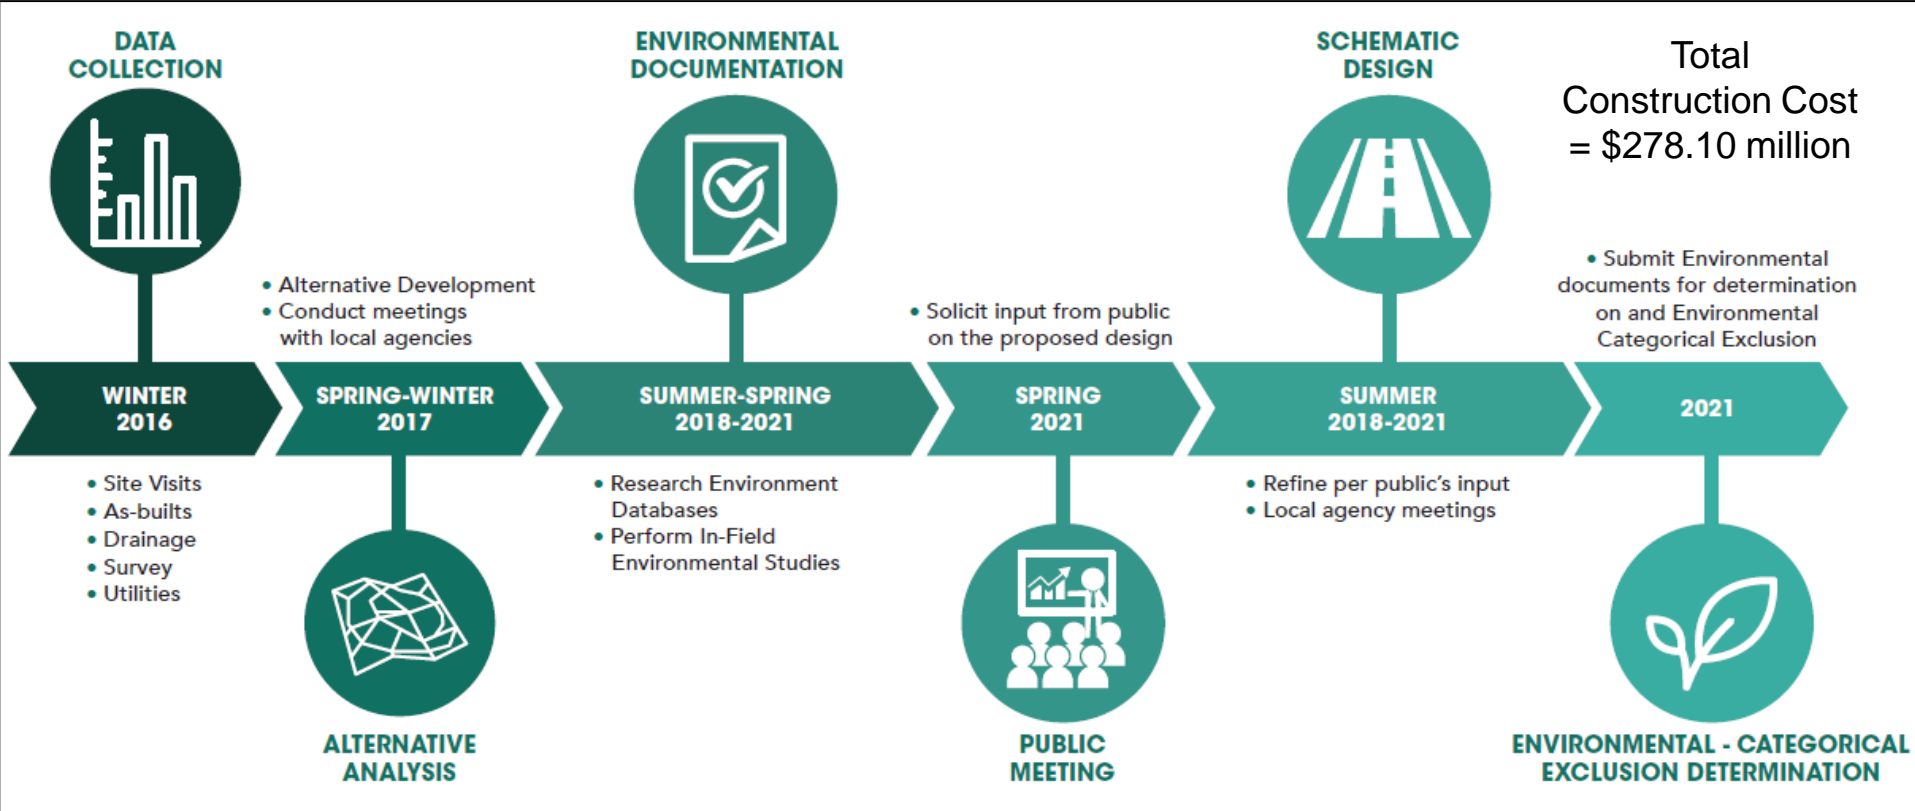 DATA
COLLECTION
ENVIRONMENTAL
DOCUMENTATION
SCHEMATIC
DESIGN
Total
Construction Cost
= $278.10 million
• Alternative Development
• Conduct meetings
with local agencies
• Solicit input from public
on the proposed design
• Submit Environmental
documents for determination
on and Environmental
Categorical Exclusion
WINTER
2016
SPRING-WINTER
2017
SUMMER-SPRING
2018-2021
SPRING
2021
SUMMER
2018-2021
2021
• Site Visits
• As-builts
• Drainage
• Survey
• Utilities
• Research Environment
Databases
• Perform In-Field
Environmental Studies
• Refine per public's input
• Local agency meetings
ALTERNATIVE
ANALYSIS
PUBLIC
MEETING
ENVIRONMENTAL - CATEGORICAL
EXCLUSION DETERMINATION